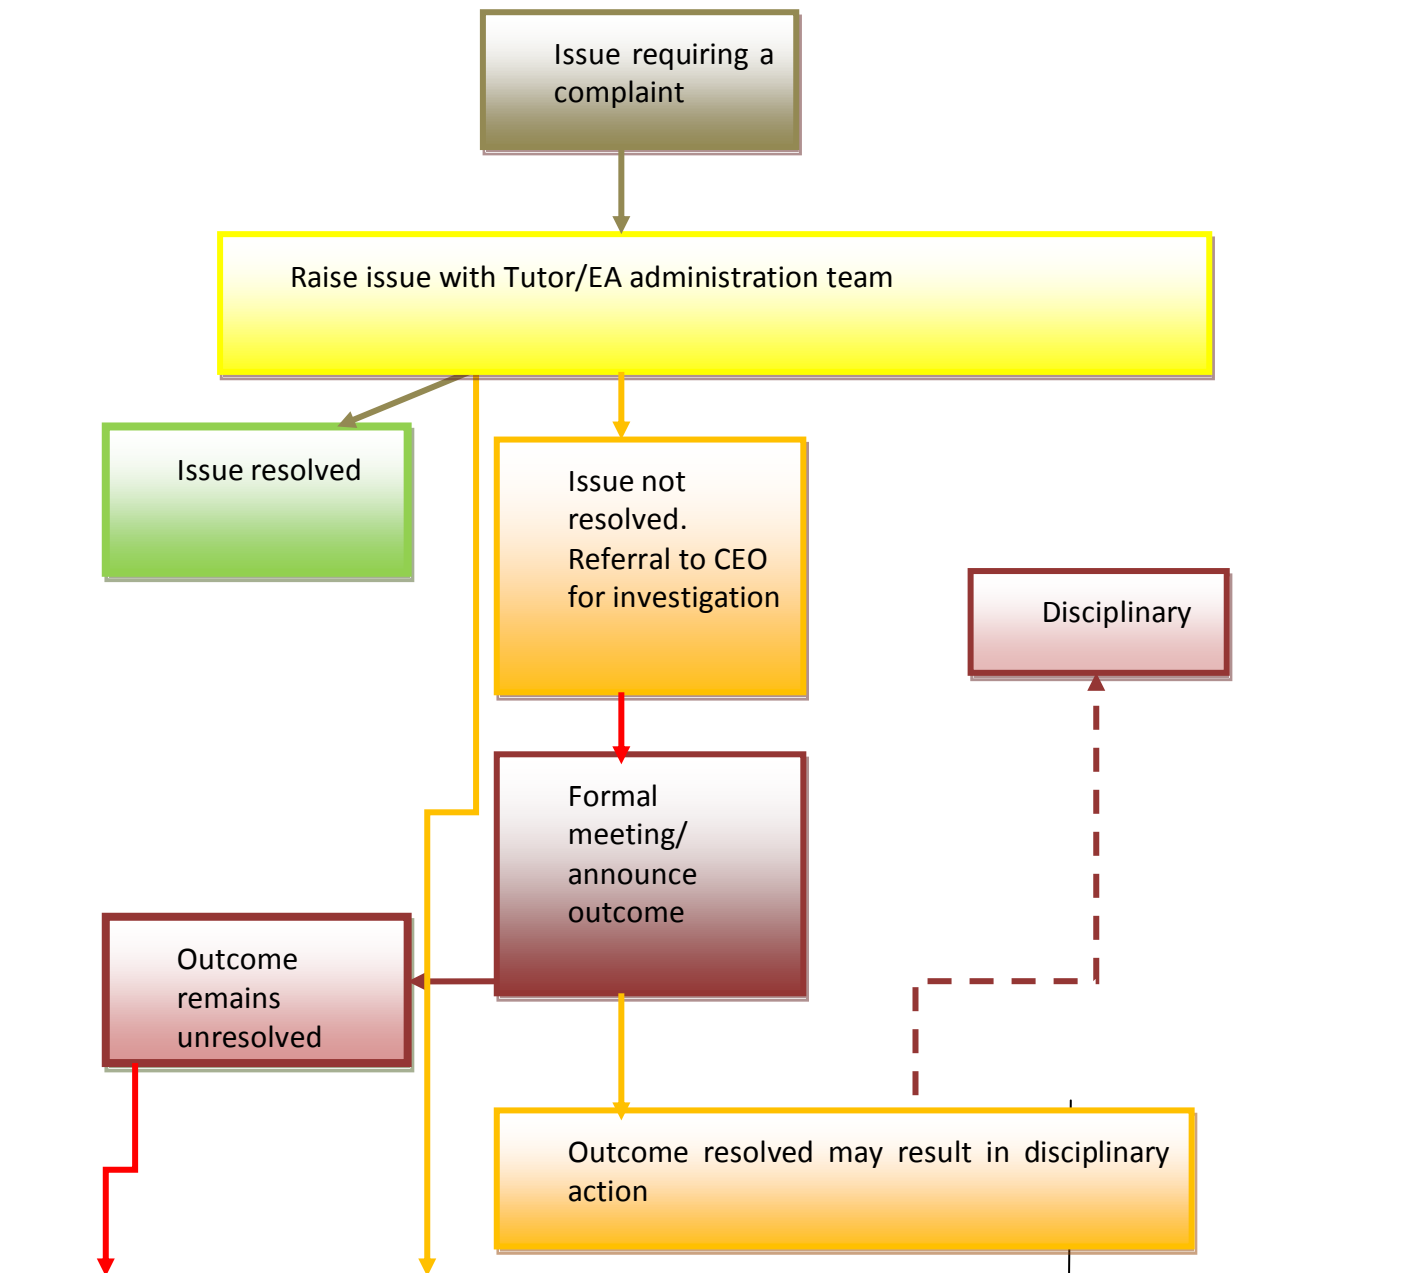 Issue requiring a
complaint
Raise issue with Tutor/EA administration team
Issue resolved
Issue not
resolved.
Referral to CEO
for investigation
Disciplinary
Formal
meeting/
announce
outcome
Outcome
remains
unresolved
Outcome resolved may result in disciplinary
action